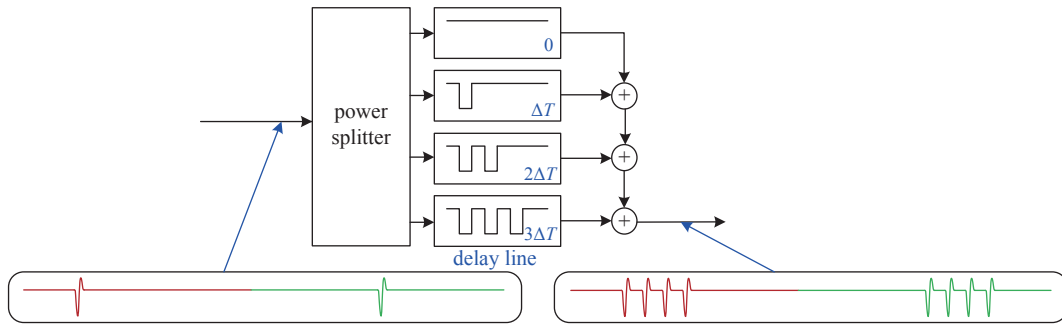 0
power
splitter
ΔT
2ΔT
3ΔT
delay line
+
+
+